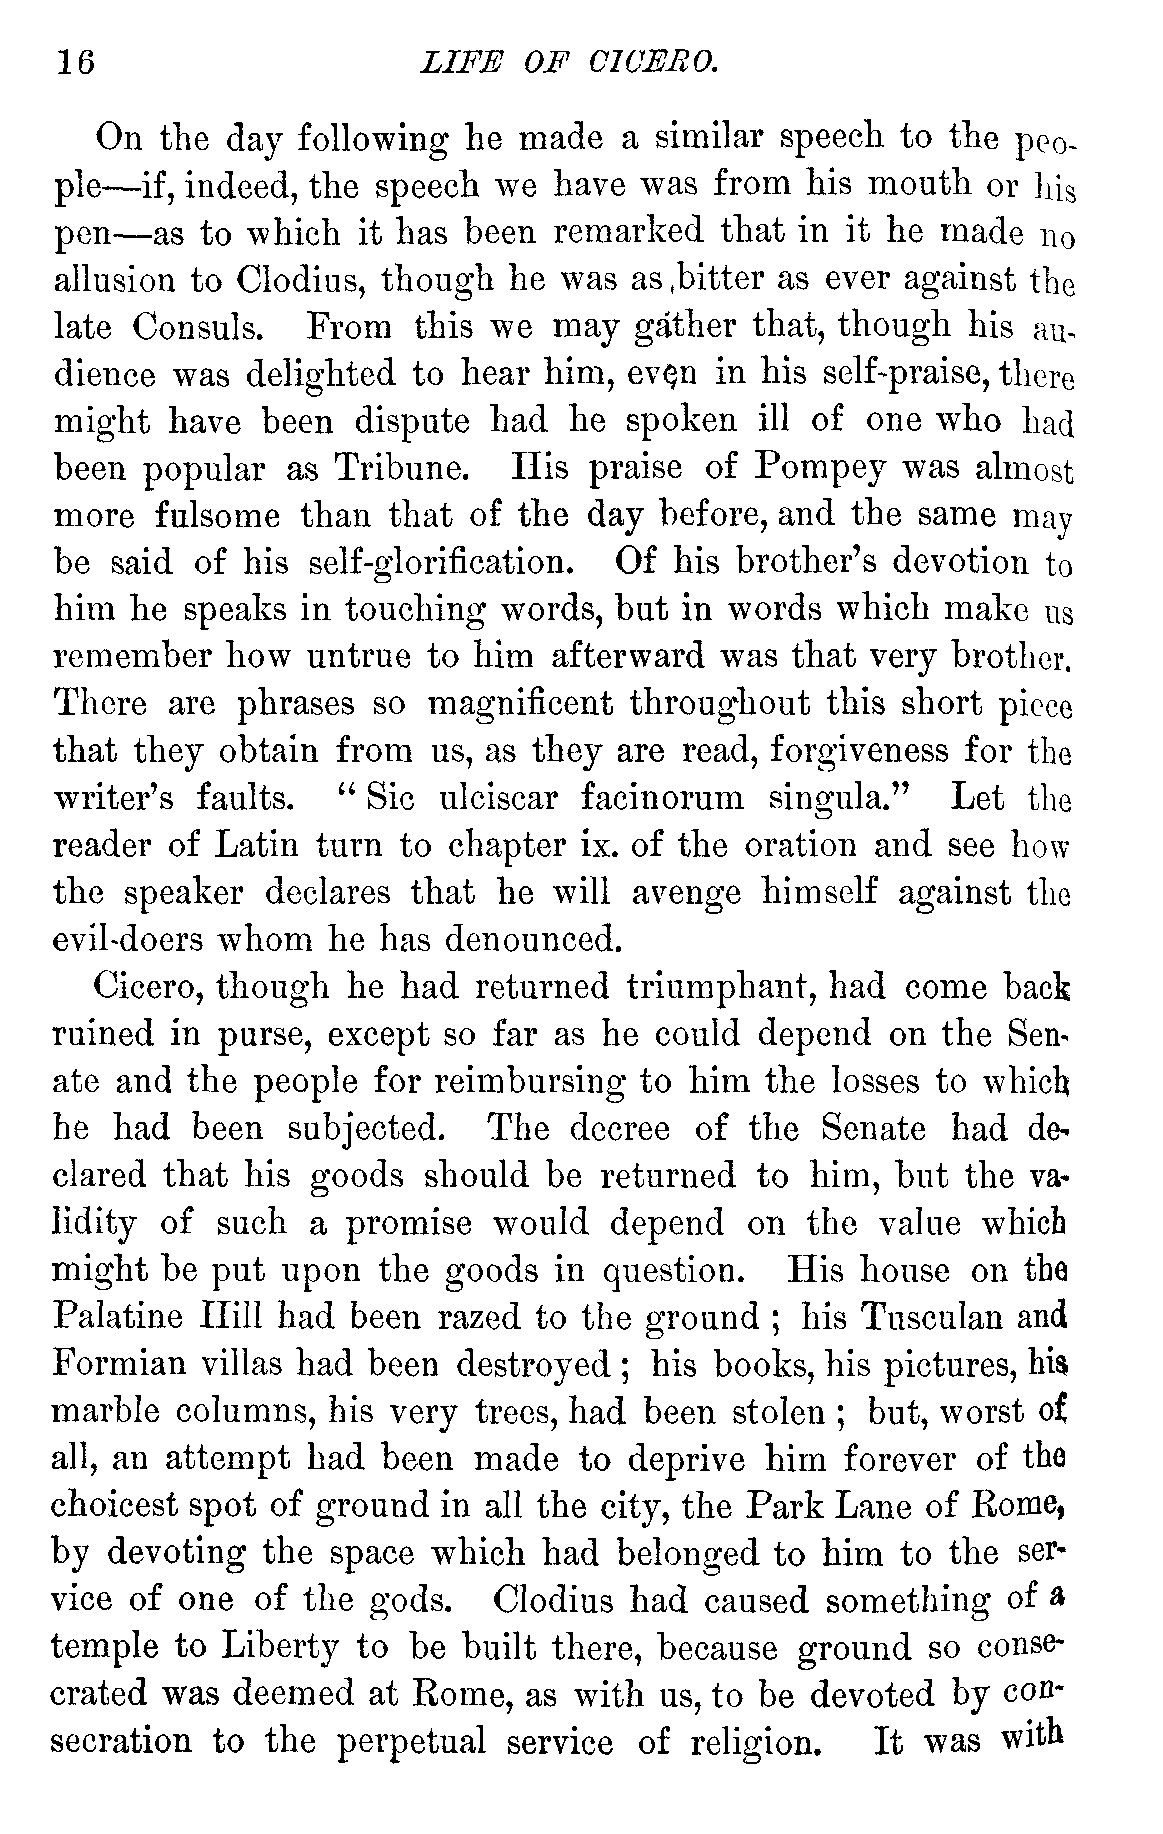 16 LIFE OF CICERO.
On the day following he made a similar speech to the peo-
ple—if, indeed, the speech we have was from his mouth or his
pen—as to which it has been remarked that in it he made no
allusion to Clodius, though he was as bitter as ever against the
late Consuls. From this we may gather that, though his au-
dience was delighted to hear him, even in his self-praise, there
might have been dispute had he spoken ill of one who had
been popular as Tribune. His praise of Pompey was almost
more fulsome than that of the day before, and the same may
be said of his self-glorification. Of his brother's devotion to
him he speaks in touching words, but in words which make us
remember how untrue to him afterward was that very brother.
There are phrases so magnificent throughout this short piece
that they obtain from us, as they are read, forgiveness for the
writer's faults. "Sic ulciscar facinorum singula." Let the
reader of Latin turn to chapter ix. of the oration and see how
the speaker declares that he will avenge himself against the
evil-doers whom he has denounced.
Cicero, though he had returned triumphant, had come back
ruined in purse, except so far as he could depend on the Sen-
ate and the people for reimbursing to him the losses to which
he had been subjected. The decree of the Senate had de-
clared that his goods should be returned to him, but the va-
lidity of such a promise would depend on the value which
might be put upon the goods in question. His house on the
Palatine Hill had been razed to the ground; his Tusculan and
Formian villas had been destroyed; his books, his pictures, his
marble columns, his very trees, had been stolen; but, worst of
all, an attempt had been made to deprive him forever of the
choicest spot of ground in all the city, the Park Lane of Rome,
by devoting the space which had belonged to him to the ser-
vice of one of the gods. Clodius had caused something of a
temple to Liberty to be built there, because ground so conse-
crated was deemed at Rome, as with us, to be devoted by con-
secration to the perpetual service of religion. It was with